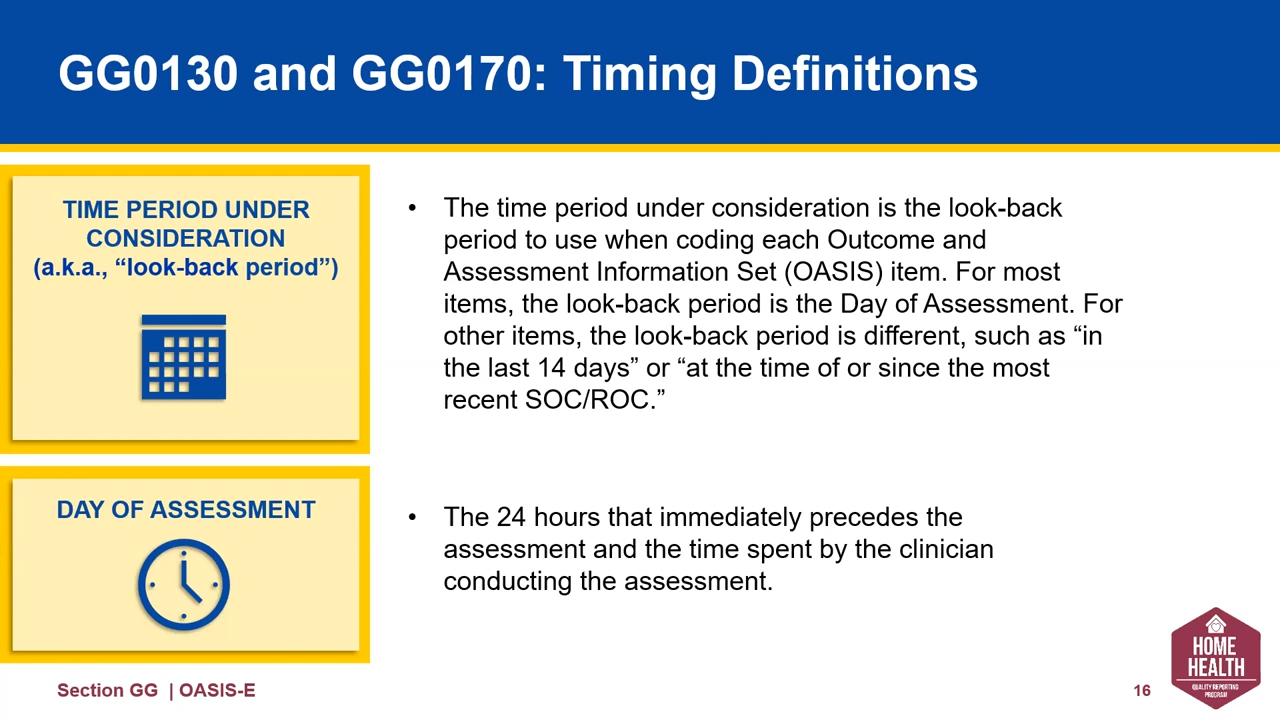 GG0130 and GG0170: Timing Definitions
TIME PERIOD UNDER
CONSIDERATION
(a.k.a., “look-back period”)
• The time period under consideration is the look-back
period to use when coding each Outcome and
Assessment Information Set (OASIS) item. For most
items, the look-back period is the Day of Assessment. For
other items, the look-back period is different, such as “in
the last 14 days” or “at the time of or since the most
recent SOC/ROC.”
DAY OF ASSESSMENT
• The 24 hours that immediately precedes the
assessment and the time spent by the clinician
conducting the assessment.
Section GG | OASIS-E
16
HOME
HEALTH
QUALITY REPORTING
PROGRAM